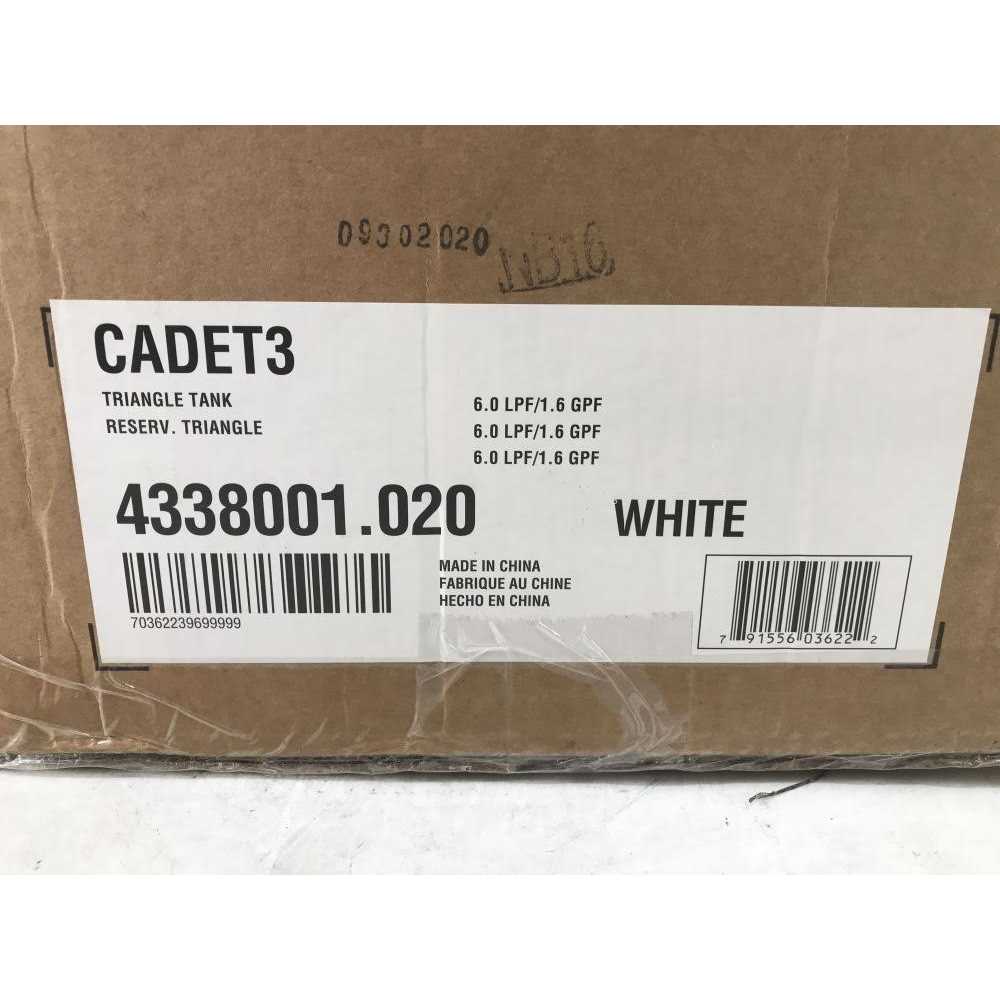 09302020
NB16
CADET3
TRIANGLE TANK
RESERV. TRIANGLE
6.0 LPF/1.6 GPF
6.0 LPF/1.6 GPF
6.0 LPF/1.6 GPF
4338001.020
WHITE
MADE IN CHINA
FABRIQUE AU CHINE
HECHO EN CHINA
70362239699999
7 91556 03622 2